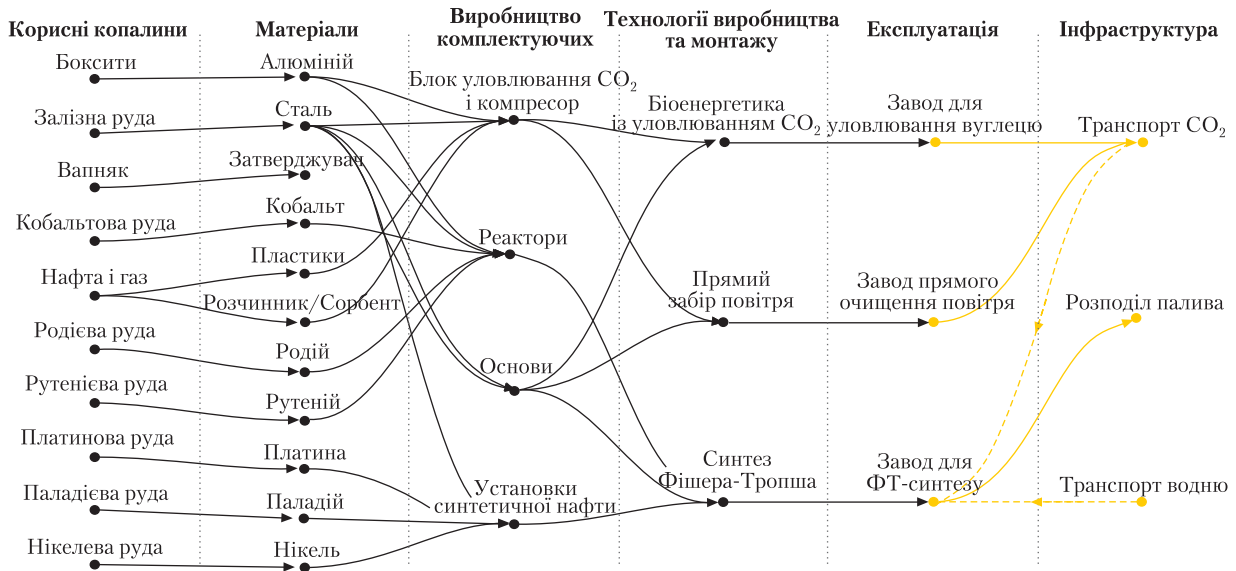 Корисні копалини
Боксити
Залізна руда
Вапняк
Кобальтова руда
Нафта і газ
Родієва руда
Рутенієва руда
Платинова руда
Паладієва руда
Нікелева руда
Матеріали
Алюміній
Сталь
Затверджувач
Кобальт
Пластики
Розчинник/Сорбент
Родій
Рутеній
Платина
Паладій
Нікель
Виробництво
комплектуючих
Блок уловлювання CO₂
і компресор
Реактори
Основи
Установки
синтетичної нафти
Технології виробництва
та монтажу
Біоенергетика
із уловлюванням CO₂
Прямий
забір повітря
Синтез
Фішера-Тропша
Експлуатація
Завод для
уловлювання вуглецю
Завод прямого
очищення повітря
Завод для
ФТ-синтезу
Інфраструктура
Транспорт CO₂
Розподіл палива
Транспорт водню